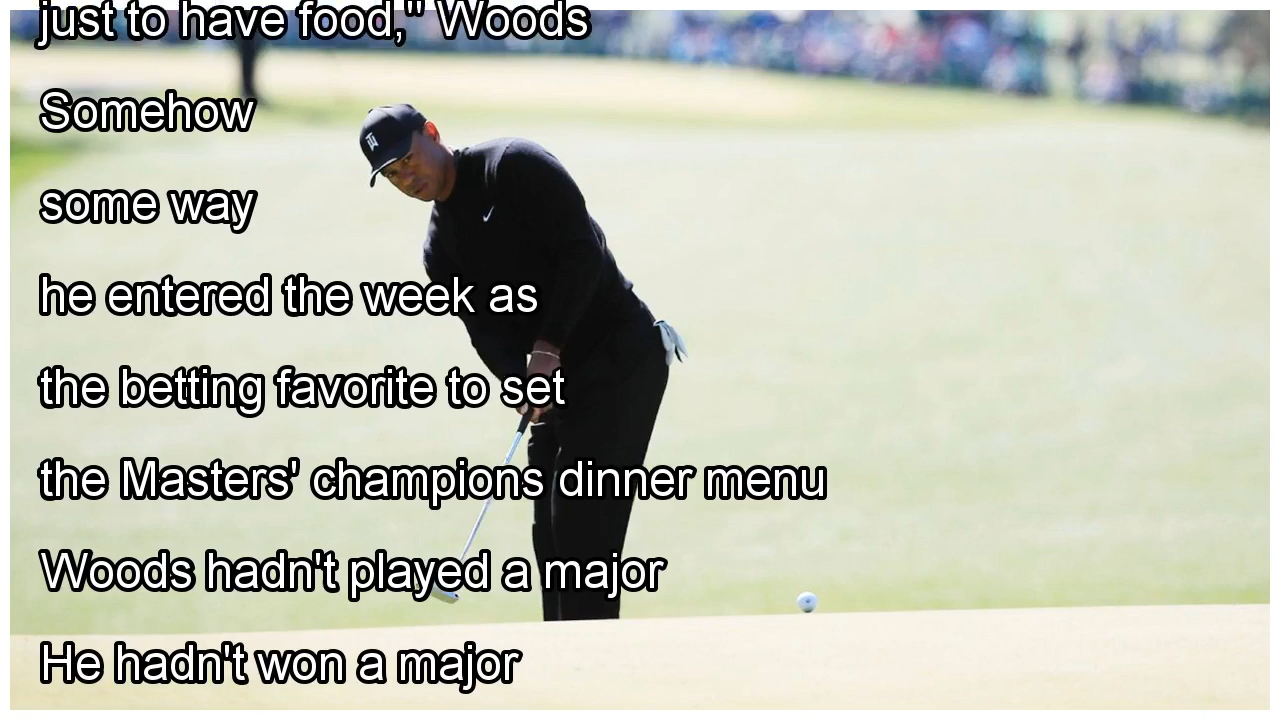 just to have food," Woods
Somehow
some way
he entered the week as
the betting favorite to set
the Masters' champions dinner menu
Woods hadn't played a major
He hadn't won a major
TW